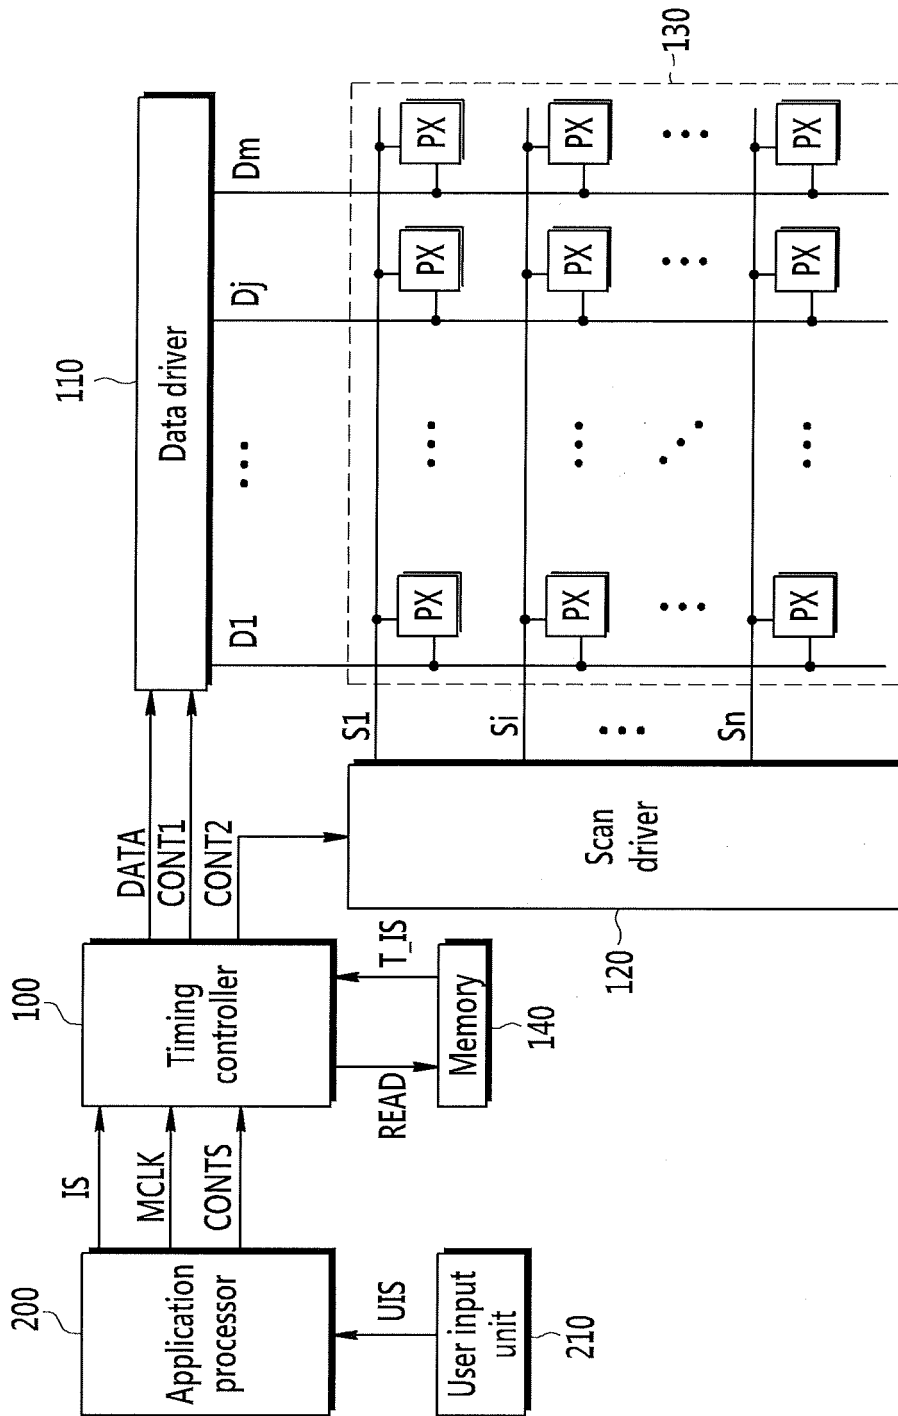 200
Application
processor
UIS
User input
unit
210
IS
MCLK
CONTS
100
Timing
controller
READ
T_IS
Memory
140
DATA
CONT1
CONT2
110
Data driver
D1
...
Dj
Dm
Scan
driver
120
S1
Si
...
Sn
130
PX
...
PX
PX
PX
...
PX
PX
...
...
...
...
PX
...
PX
PX